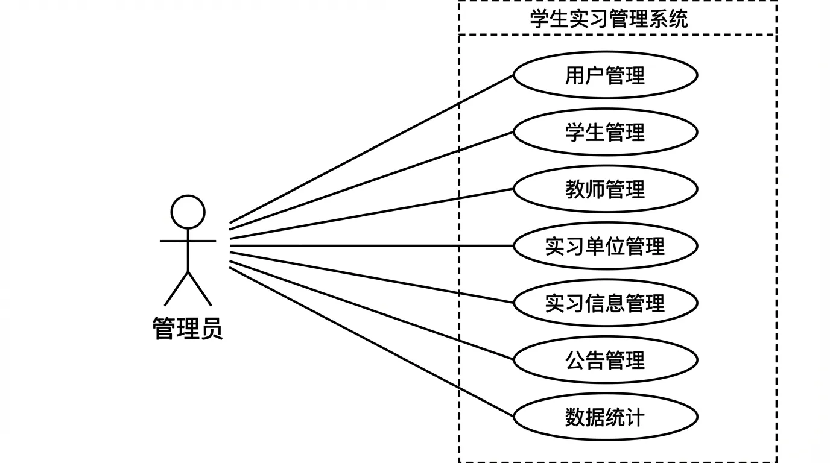 学生实习管理系统
用户管理
学生管理
教师管理
实习单位管理
实习信息管理
公告管理
数据统计
管理员